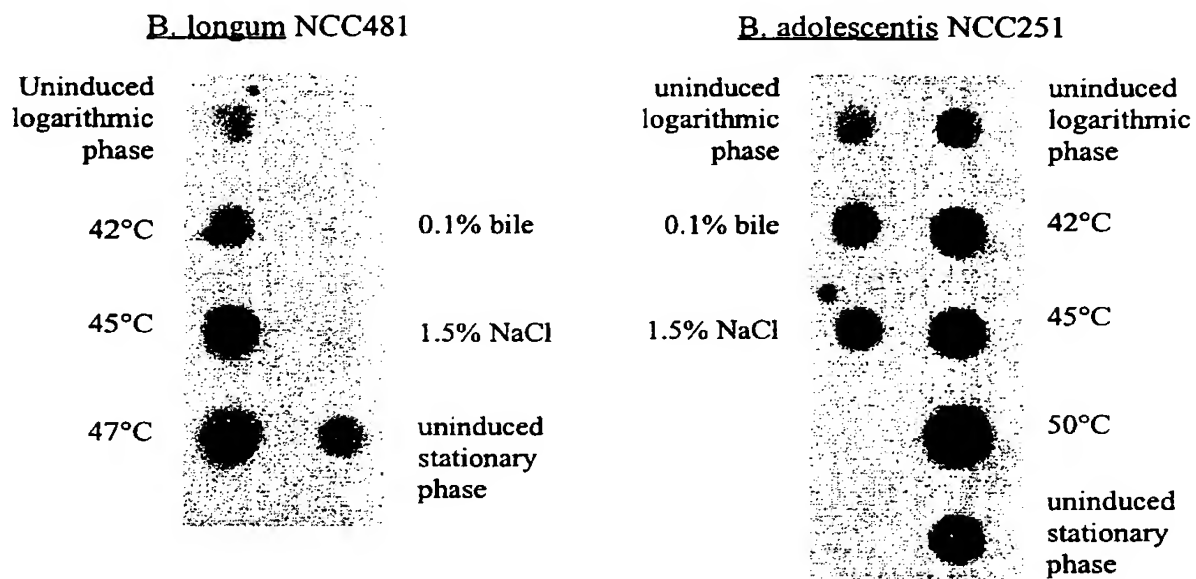 B. longum NCC481
Uninduced
logarithmic
phase
42°C
45°C
47°C
0.1% bile
1.5% NaCl
uninduced
stationary
phase
B. adolescentis NCC251
uninduced
logarithmic
phase
0.1% bile
1.5% NaCl
uninduced
logarithmic
phase
42°C
45°C
50°C
uninduced
stationary
phase